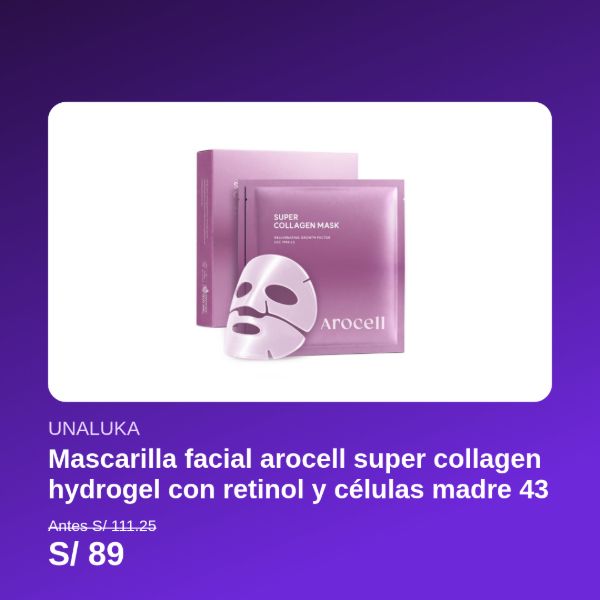 SUPER
COLLAGEN MASK
Arocell
UNALUKA
Mascarilla facial arocell super collagen
hydrogel con retinol y células madre 43
Antes S/ 111.25
S/ 89